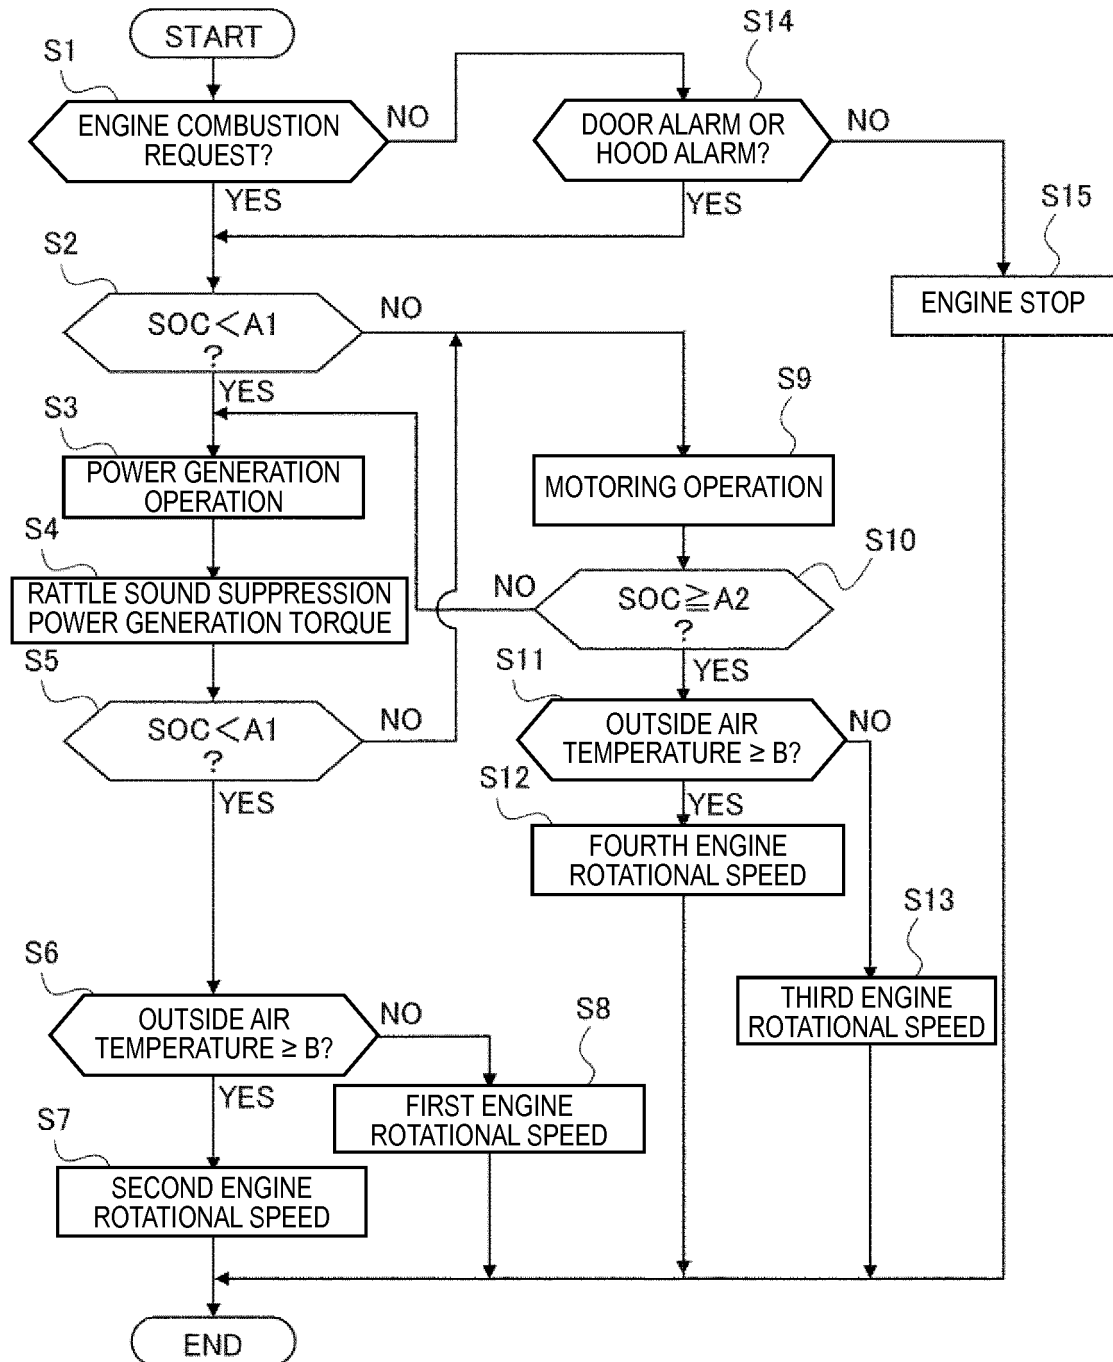 START
S1
ENGINE COMBUSTION
REQUEST?
NO
YES
S14
DOOR ALARM OR
HOOD ALARM?
NO
YES
S15
ENGINE STOP
S2
SOC<A1
?
NO
YES
S3
POWER GENERATION
OPERATION
S9
MOTORING OPERATION
S4
RATTLE SOUND SUPPRESSION
POWER GENERATION TORQUE
S10
SOC≧A2
?
NO
YES
S5
SOC<A1
?
NO
YES
S11
OUTSIDE AIR
TEMPERATURE ≥ B?
NO
YES
S12
FOURTH ENGINE
ROTATIONAL SPEED
S13
THIRD ENGINE
ROTATIONAL SPEED
S6
OUTSIDE AIR
TEMPERATURE ≥ B?
NO
YES
S8
FIRST ENGINE
ROTATIONAL SPEED
S7
SECOND ENGINE
ROTATIONAL SPEED
END